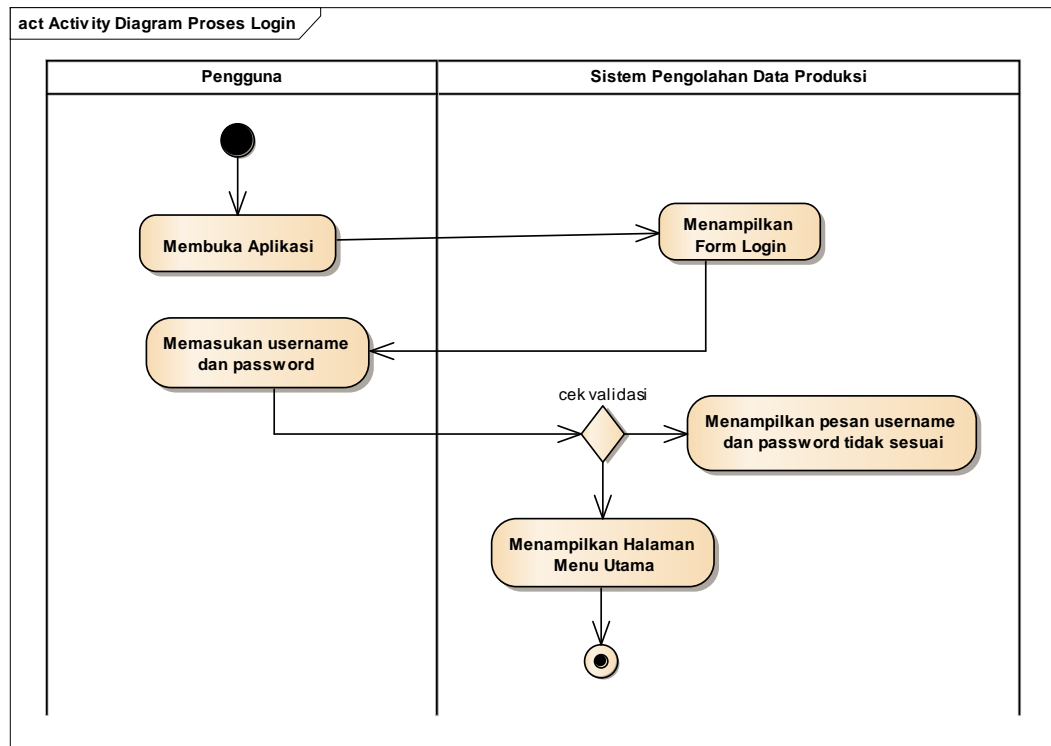 act Activity Diagram Proses Login
Pengguna
Sistem Pengolahan Data Produksi
Membuka Aplikasi
Menampilkan
Form Login
Memasukan username
dan password
cek validasi
Menampilkan pesan username
dan password tidak sesuai
Menampilkan Halaman
Menu Utama